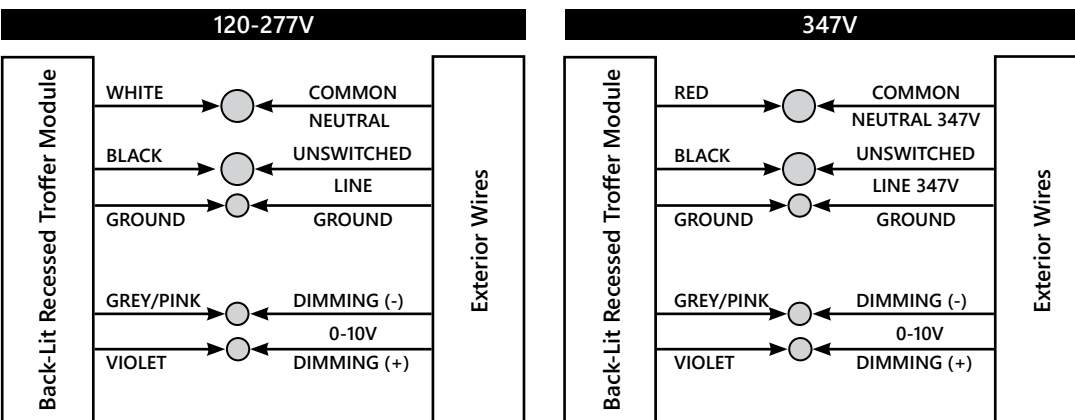 120-277V
Back-Lit Recessed Troffer Module
WHITE
COMMON
NEUTRAL
BLACK
UNSWITCHED
LINE
GROUND
GROUND
GREY/PINK
DIMMING (-)
0-10V
VIOLET
DIMMING (+)
Exterior Wires
347V
Back-Lit Recessed Troffer Module
RED
COMMON
NEUTRAL 347V
BLACK
UNSWITCHED
LINE 347V
GROUND
GROUND
GREY/PINK
DIMMING (-)
0-10V
VIOLET
DIMMING (+)
Exterior Wires